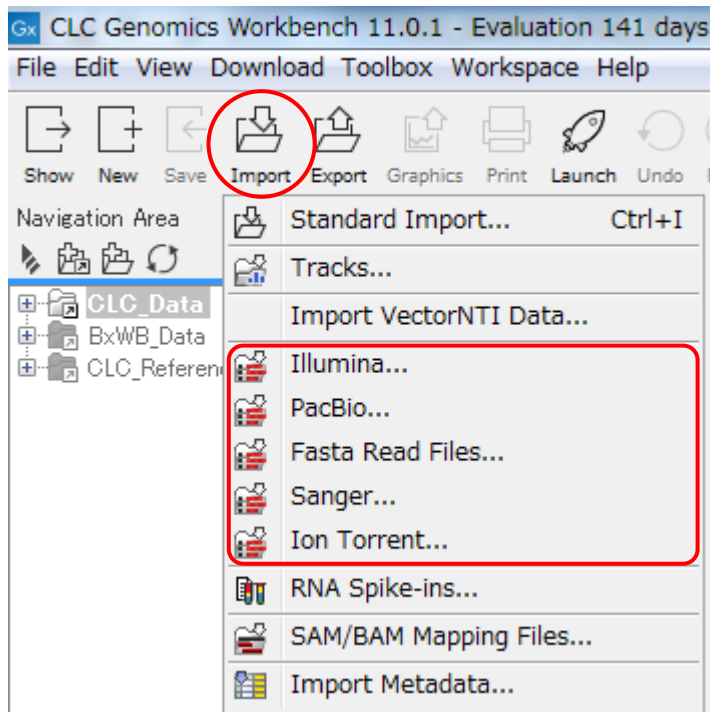 Gx CLC Genomics Workbench 11.0.1 - Evaluation 141 days
File Edit View Download Toolbox Workspace Help
Show New Save Import Export Graphics Print Launch Undo
Navigation Area
Standard Import... Ctrl+I
Tracks...
CLC_Data
Import VectorNTI Data...
BxWB_Data
CLC_Referen
Illumina...
PacBio...
Fasta Read Files...
Sanger...
Ion Torrent...
RNA Spike-ins...
SAM/BAM Mapping Files...
Import Metadata...